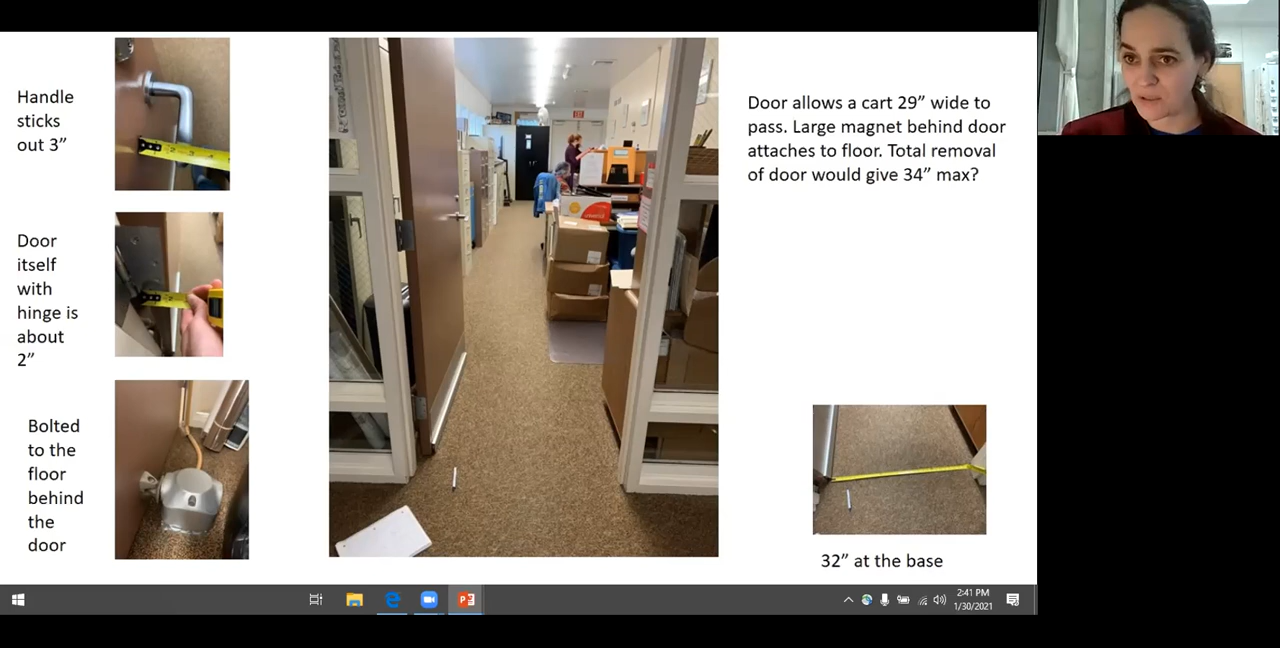 Handle
sticks
out 3”
Door
itself
with
hinge is
about
2”
Bolted
to the
floor
behind
the
door
Door allows a cart 29” wide to
pass. Large magnet behind door
attaches to floor. Total removal
of door would give 34” max?
32” at the base
2:41 PM
1/30/2021